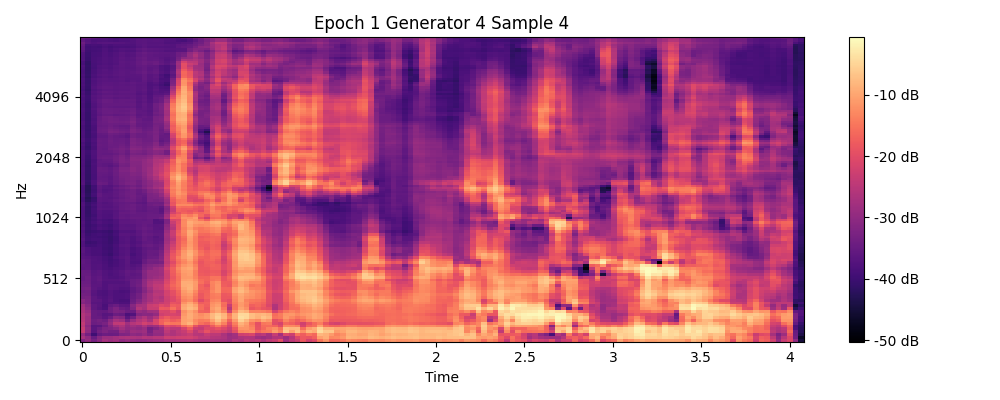 Epoch 1 Generator 4 Sample 4
Hz
4096
2048
1024
512
0
0 0.5 1 1.5 2 2.5 3 3.5 4
Time
-10 dB
-20 dB
-30 dB
-40 dB
-50 dB